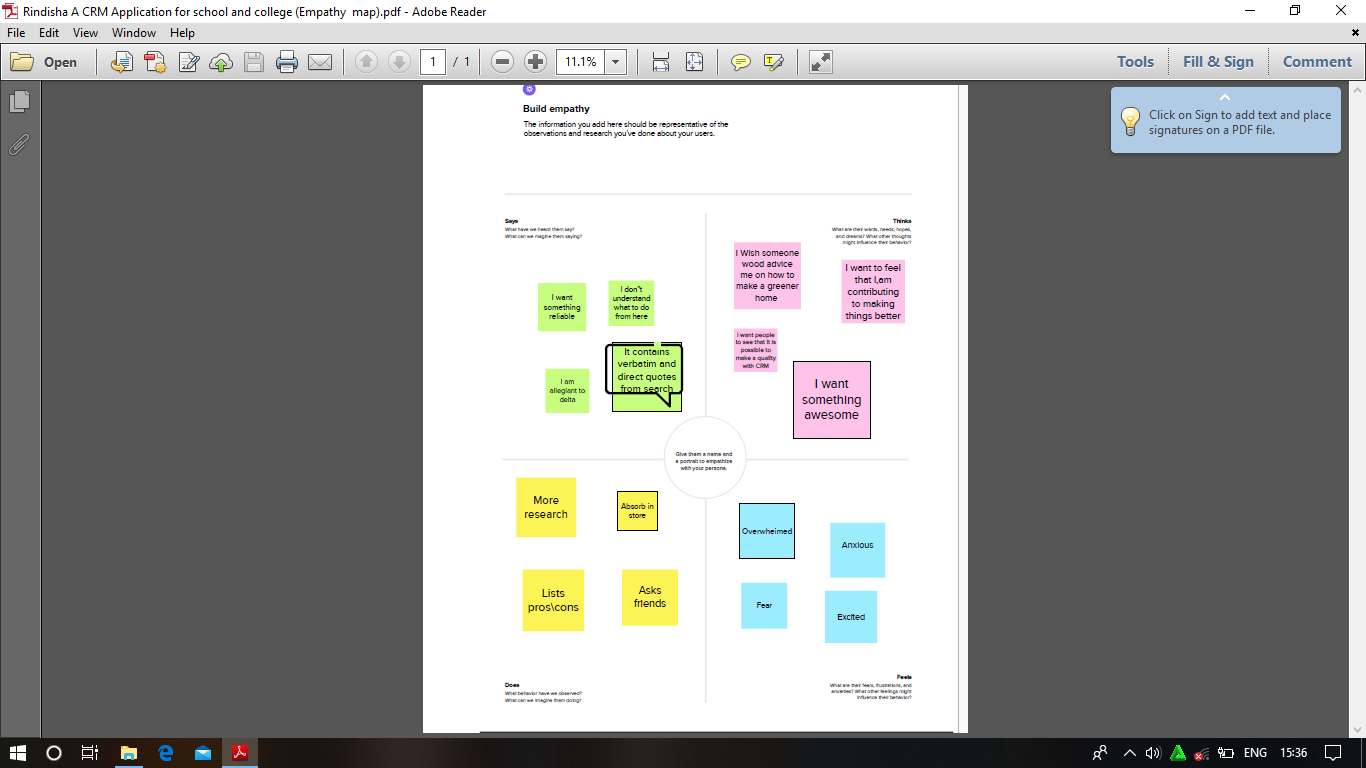 Rindisha A CRM Application for school and college (Empathy  map).pdf - Adobe Reader
File Edit View Window Help
Open
1 / 1
11.1%
Tools Fill & Sign Comment
Click on Sign to add text and place
signatures on a PDF file.
Build empathy
The information you add here should be representative of the
observations and research you've done about your users.
Says
What have we heard them say?
What can we imagine them saying?
Thinks
What are their wants, needs, hopes,
and dreams? What other thoughts
might influence their behavior?
I want
something
reliable
I don"t
understand
what to do
from here
I am
allegiant to
delta
It contains
verbatim and
direct quotes
from search
I Wish someone
wood advice
me on how to
make a greener
home
I want to feel
that I,am
contributing
to making
things better
I want people
to see that it is
possible to
make a quality
with CRM
I want
something
awesome
Give them a name and
a portrait to empathize
with your persona.
More
research
Absorb in
store
Lists
pros\cons
Asks
friends
Overwheimed
Anxious
Fear
Excited
Does
What behavior have we observed?
What can we imagine them doing?
Feels
What are their fears, frustrations, and
anxieties? What other feelings might
influence their behavior?
ENG 15:36